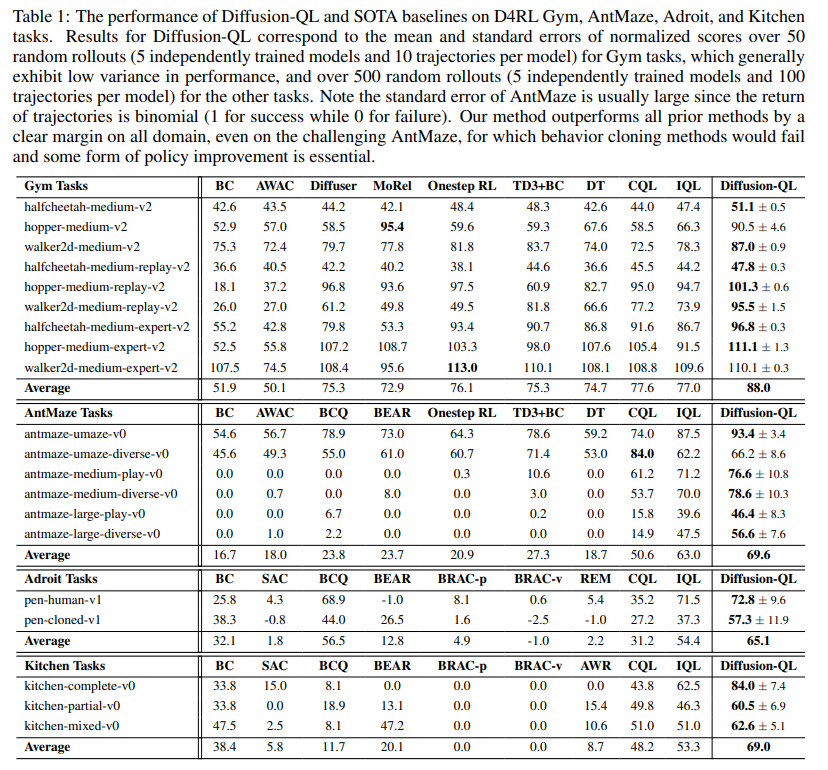 Table 1: The performance of Diffusion-QL and SOTA baselines on D4RL Gym, AntMaze, Adroit, and Kitchen
tasks. Results for Diffusion-QL correspond to the mean and standard errors of normalized scores over 50
random rollouts (5 independently trained models and 10 trajectories per model) for Gym tasks, which generally
exhibit low variance in performance, and over 500 random rollouts (5 independently trained models and 100
trajectories per model) for the other tasks. Note the standard error of AntMaze is usually large since the return
of trajectories is binomial (1 for success while 0 for failure). Our method outperforms all prior methods by a
clear margin on all domain, even on the challenging AntMaze, for which behavior cloning methods would fail
and some form of policy improvement is essential.
Gym Tasks BC AWAC Diffuser MoRel Onestep RL TD3+BC DT CQL IQL Diffusion-QL
halfcheetah-medium-v2 42.6 43.5 44.2 42.1 48.4 48.3 42.6 44.0 47.4 51.1 ± 0.5
hopper-medium-v2 52.9 57.0 58.5 95.4 59.6 59.3 67.6 58.5 66.3 90.5 ± 4.6
walker2d-medium-v2 75.3 72.4 79.7 77.8 81.8 83.7 74.0 72.5 78.3 87.0 ± 0.9
halfcheetah-medium-replay-v2 36.6 40.5 42.2 40.2 38.1 44.6 36.6 45.5 44.2 47.8 ± 0.3
hopper-medium-replay-v2 18.1 37.2 96.8 93.6 97.5 60.9 82.7 95.0 94.7 101.3 ± 0.6
walker2d-medium-replay-v2 26.0 27.0 61.2 49.8 49.5 81.8 66.6 77.2 73.9 95.5 ± 1.5
halfcheetah-medium-expert-v2 55.2 42.8 79.8 53.3 93.4 90.7 86.8 91.6 86.7 96.8 ± 0.3
hopper-medium-expert-v2 52.5 55.8 107.2 108.7 103.3 98.0 107.6 105.4 91.5 111.1 ± 1.3
walker2d-medium-expert-v2 107.5 74.5 108.4 95.6 113.0 110.1 108.1 108.8 109.6 110.1 ± 0.3
Average 51.9 50.1 75.3 72.9 76.1 75.3 74.7 77.6 77.0 88.0
AntMaze Tasks BC AWAC BCQ BEAR Onestep RL TD3+BC DT CQL IQL Diffusion-QL
antmaze-umaze-v0 54.6 56.7 78.9 73.0 64.3 78.6 59.2 74.0 87.5 93.4 ± 3.4
antmaze-umaze-diverse-v0 45.6 49.3 55.0 61.0 60.7 71.4 53.0 84.0 62.2 66.2 ± 8.6
antmaze-medium-play-v0 0.0 0.0 0.0 0.0 0.3 10.6 0.0 61.2 71.2 76.6 ± 10.8
antmaze-medium-diverse-v0 0.0 0.7 0.0 8.0 0.0 3.0 0.0 53.7 70.0 78.6 ± 10.3
antmaze-large-play-v0 0.0 0.0 6.7 0.0 0.0 0.2 0.0 15.8 39.6 46.4 ± 8.3
antmaze-large-diverse-v0 0.0 1.0 2.2 0.0 0.0 0.0 0.0 14.9 47.5 56.6 ± 7.6
Average 16.7 18.0 23.8 23.7 20.9 27.3 18.7 50.6 63.0 69.6
Adroit Tasks BC SAC BCQ BEAR BRAC-p BRAC-v REM CQL IQL Diffusion-QL
pen-human-v1 25.8 4.3 68.9 -1.0 8.1 0.6 5.4 35.2 71.5 72.8 ± 9.6
pen-cloned-v1 38.3 -0.8 44.0 26.5 1.6 -2.5 -1.0 27.2 37.3 57.3 ± 11.9
Average 32.1 1.8 56.5 12.8 4.9 -1.0 2.2 31.2 54.4 65.1
Kitchen Tasks BC SAC BCQ BEAR BRAC-p BRAC-v AWR CQL IQL Diffusion-QL
kitchen-complete-v0 33.8 15.0 8.1 0.0 0.0 0.0 0.0 43.8 62.5 84.0 ± 7.4
kitchen-partial-v0 33.8 0.0 18.9 13.1 0.0 0.0 15.4 49.8 46.3 60.5 ± 6.9
kitchen-mixed-v0 47.5 2.5 8.1 47.2 0.0 0.0 10.6 51.0 51.0 62.6 ± 5.1
Average 38.4 5.8 11.7 20.1 0.0 0.0 8.7 48.2 53.3 69.0